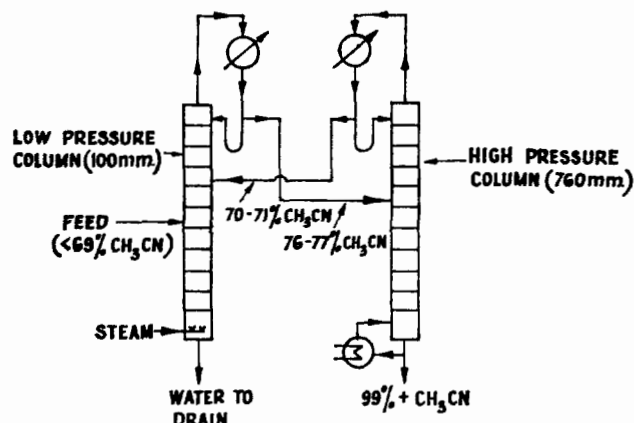 LOW PRESSURE
COLUMN (100mm)
HIGH PRESSURE
COLUMN (760mm)
70-71% CH₃CN
FEED
(<69% CH₃CN)
76-77% CH₃CN
STEAM
WATER TO
DRAIN
99% + CH₃CN